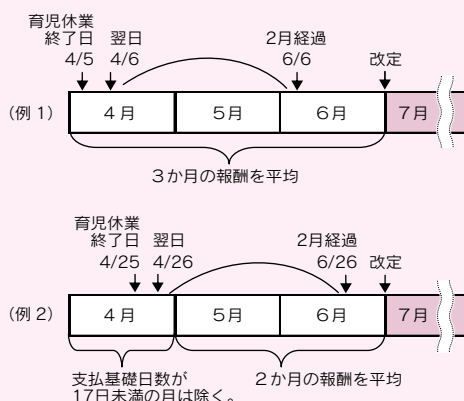 育児休業
終了日 翌日 2月経過
4/5 4/6 6/6 改定
（例1） 4月 5月 6月 7月
3か月の報酬を平均
育児休業
終了日 翌日 2月経過
4/25 4/26 6/26 改定
（例2） 4月 5月 6月 7月
支払基礎日数が 2か月の報酬を平均
17日未満の月は除く。